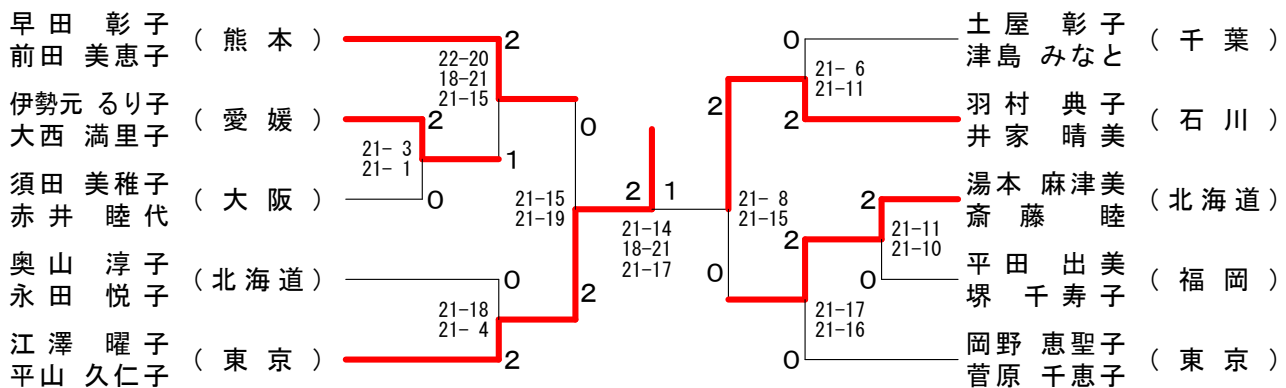 早田 彰子
前田 美恵子
(熊本)
2
22-20
18-21
21-15
伊勢元 るり子
大西 満里子
(愛媛)
2
21- 3
21- 1
1
須田 美稚子
赤井 睦代
(大阪)
0
0
21-15
21-19
奥山 淳子
永田 悦子
(北海道)
0
21-18
21- 4
2
江澤 曜子
平山 久仁子
(東京)
2
2
1
21-14
18-21
21-17
土屋 彰子
津島 みなと
(千葉)
0
21- 6
21-11
2
羽村 典子
井家 晴美
(石川)
2
21- 8
21-15
湯本 麻津美
斎藤 睦
(北海道)
2
21-11
21-10
2
0
平田 出美
堺 千寿子
(福岡)
0
21-17
21-16
岡野 恵聖子
菅原 千恵子
(東京)
0